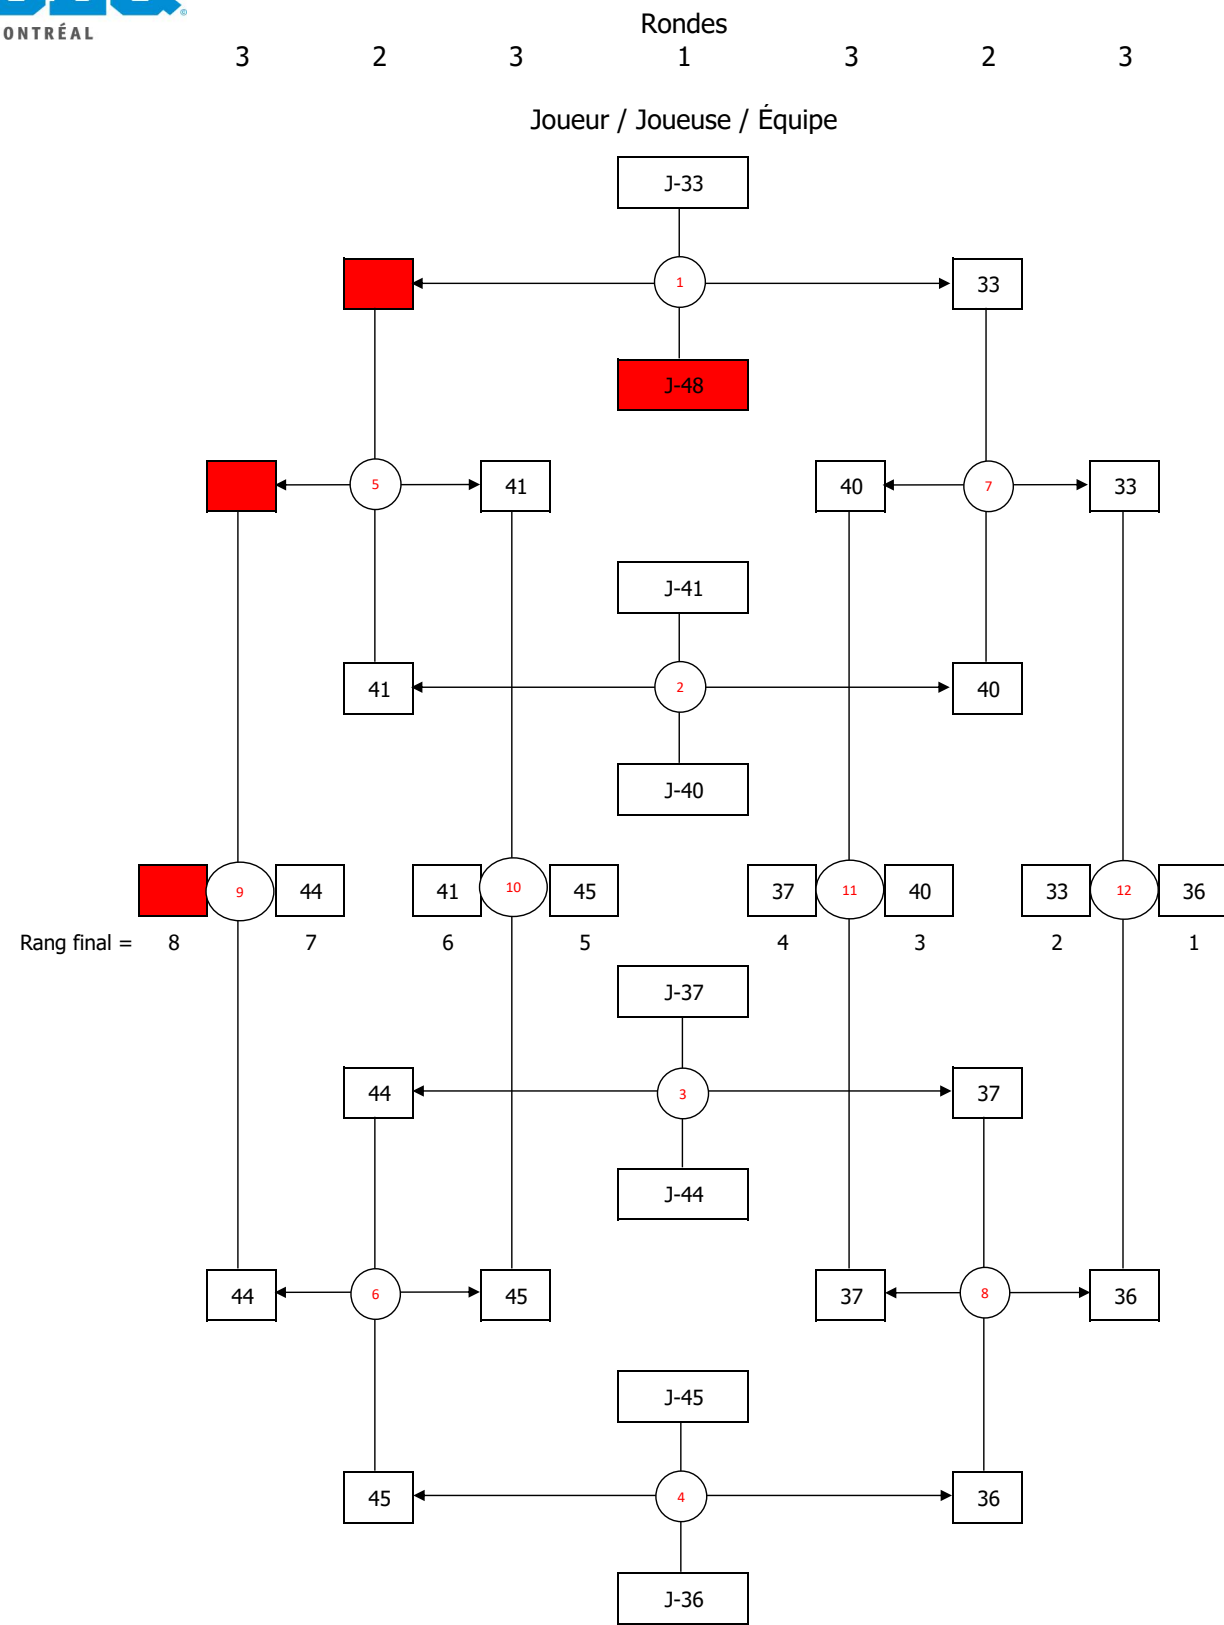 ONTRÉAL
Rondes
3 2 3 1 3 2 3
Joueur / Joueuse / Équipe
J-33
1 33
J-48
5 41 40 7 33
J-41
41 2 40
J-40
9 44 41 10 45 37 11 40 33 12 36
Rang final = 8 7 6 5 4 3 2 1
J-37
44 3 37
J-44
44 6 45 37 8 36
J-45
45 4 36
J-36